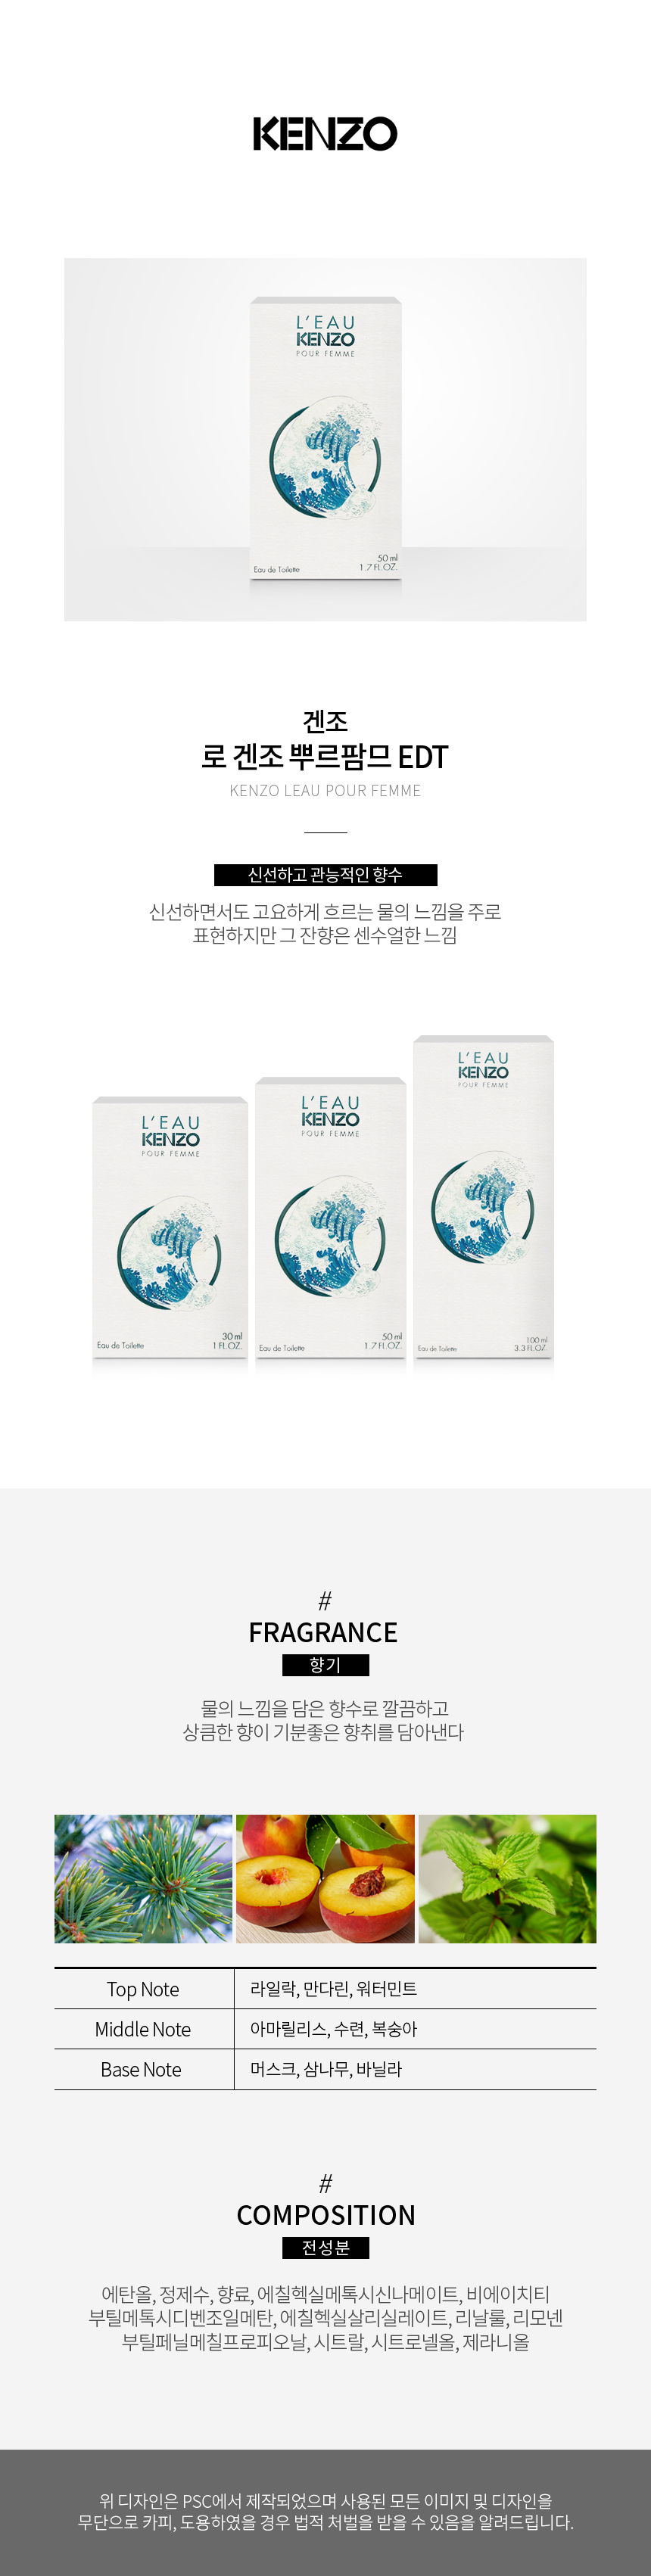 KENZO
L'EAU
KENZO
POUR FEMME
50 ml
Eau de Toilette
1.7 FL.OZ.
겐조
로 겐조 뿌르팜므 EDT
KENZO LEAU POUR FEMME
신선하고 관능적인 향수
신선하면서도 고요하게 흐르는 물의 느낌을 주로
표현하지만 그 잔향은 센수얼한 느낌
L'EAU
KENZO
POUR FEMME
30 ml
Eau de Toilette
1 FL.OZ.
L'EAU
KENZO
POUR FEMME
50 ml
Eau de Toilette
1.7 FL.OZ.
L'EAU
KENZO
POUR FEMME
100 ml
Eau de Toilette
3.3 FL.OZ.
#
FRAGRANCE
향기
물의 느낌을 담은 향수로 깔끔하고
상큼한 향이 기분좋은 향취를 담아낸다
Top Note 라일락, 만다린, 워터민트
Middle Note 아마릴리스, 수련, 복숭아
Base Note 머스크, 삼나무, 바닐라
#
COMPOSITION
전성분
에탄올, 정제수, 향료, 에칠헥실메톡시신나메이트, 비에이치티
부틸메톡시디벤조일메탄, 에칠헥실살리실레이트, 리날룰, 리모넨
부틸페닐메칠프로피오날, 시트랄, 시트로넬올, 제라니올
위 디자인은 PSC에서 제작되었으며 사용된 모든 이미지 및 디자인을
무단으로 카피, 도용하였을 경우 법적 처벌을 받을 수 있음을 알려드립니다.